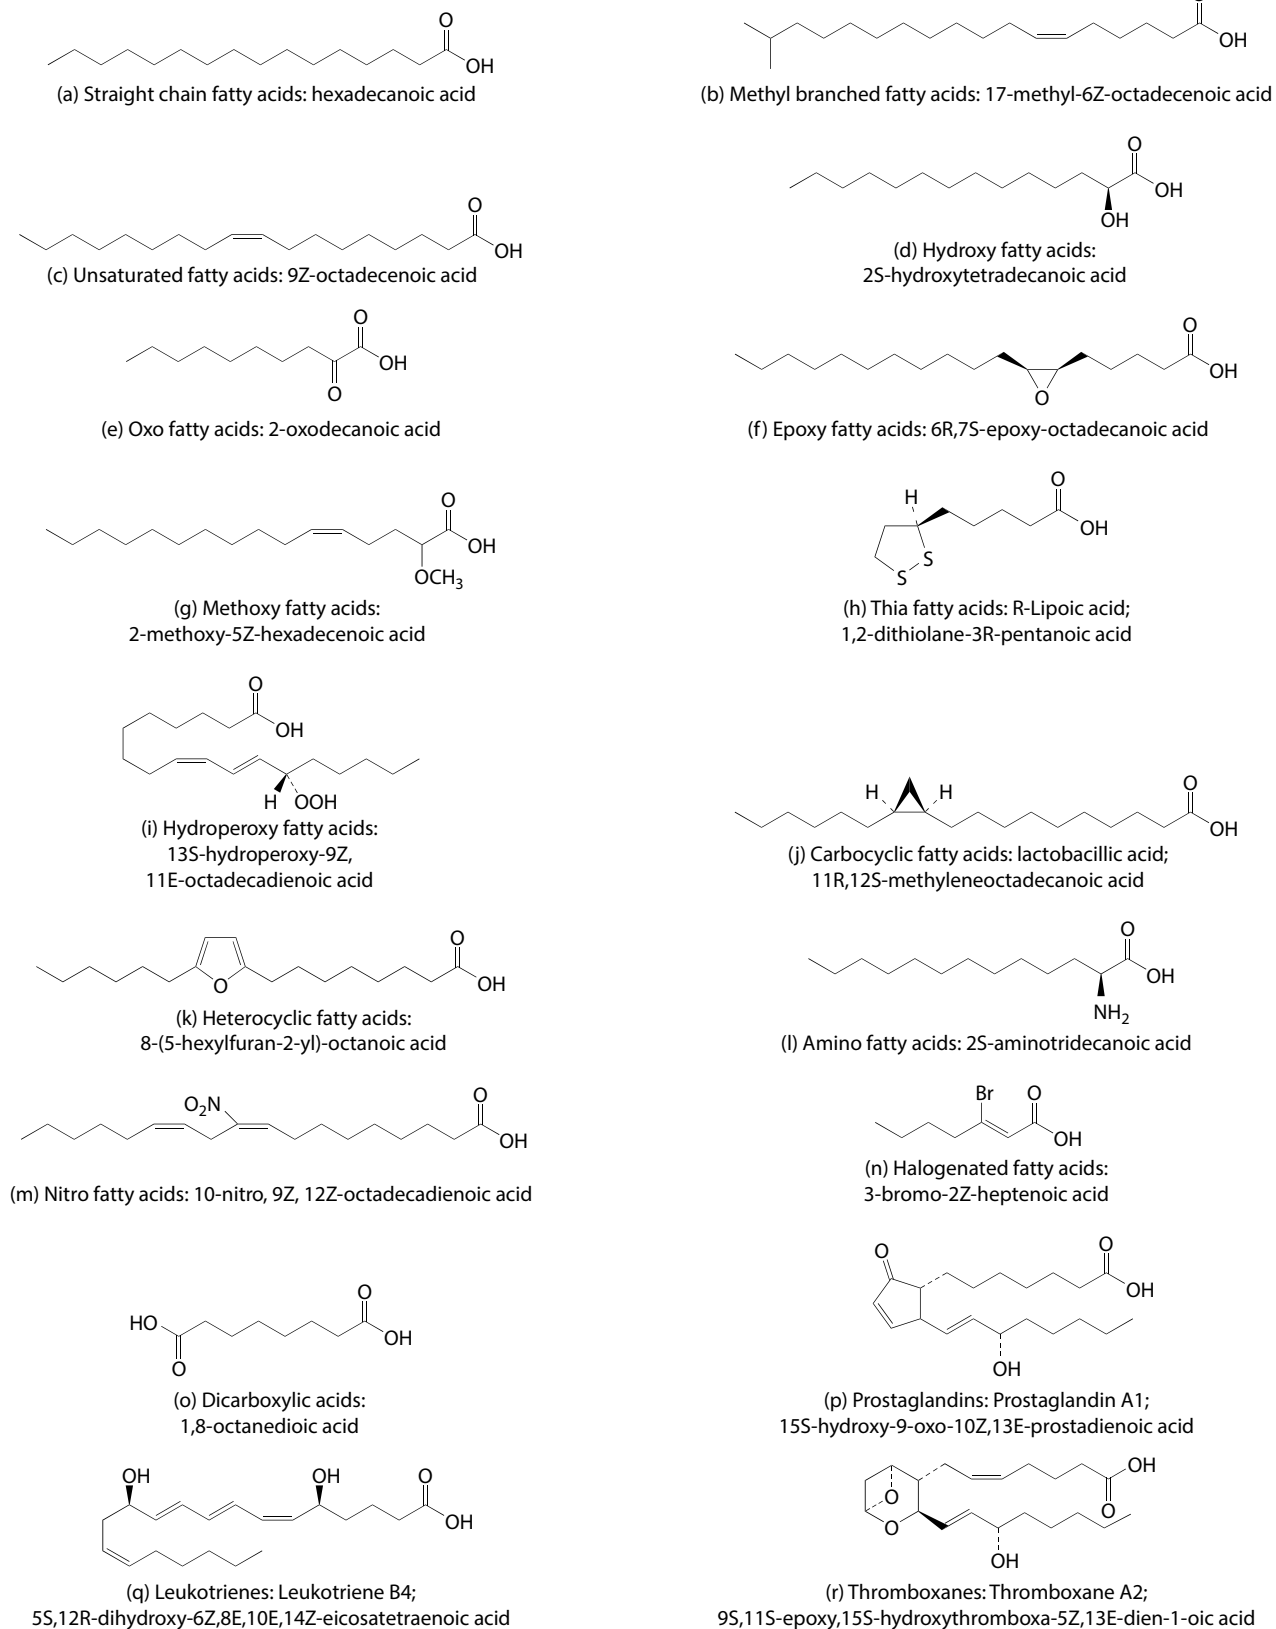 O
OH
(a) Straight chain fatty acids: hexadecanoic acid
OH
(b) Methyl branched fatty acids: 17-methyl-6Z-octadecenoic acid
O
OH
(c) Unsaturated fatty acids: 9Z-octadecenoic acid
O
OH
OH
(d) Hydroxy fatty acids:
2S-hydroxytetradecanoic acid
O
OH
O
(e) Oxo fatty acids: 2-oxodecanoic acid
O
OH
O
(f) Epoxy fatty acids: 6R,7S-epoxy-octadecanoic acid
O
OH
OCH₃
(g) Methoxy fatty acids:
2-methoxy-5Z-hexadecenoic acid
H
O
OH
S
S
(h) Thia fatty acids: R-Lipoic acid;
1,2-dithiolane-3R-pentanoic acid
O
OH
H OOH
(i) Hydroperoxy fatty acids:
13S-hydroperoxy-9Z,
11E-octadecadienoic acid
H H
O
OH
(j) Carbocyclic fatty acids: lactobacillic acid;
11R,12S-methyleneoctadecanoic acid
O
O
OH
(k) Heterocyclic fatty acids:
8-(5-hexylfuran-2-yl)-octanoic acid
O
OH
NH₂
(l) Amino fatty acids: 2S-aminotridecanoic acid
O₂N
O
OH
(m) Nitro fatty acids: 10-nitro, 9Z, 12Z-octadecadienoic acid
Br
O
OH
(n) Halogenated fatty acids:
3-bromo-2Z-heptenoic acid
HO
O
O
OH
(o) Dicarboxylic acids:
1,8-octanedioic acid
O
O
OH
OH
(p) Prostaglandins: Prostaglandin A1;
15S-hydroxy-9-oxo-10Z,13E-prostadienoic acid
OH
OH
O
OH
(q) Leukotrienes: Leukotriene B4;
5S,12R-dihydroxy-6Z,8E,10E,14Z-eicosatetraenoic acid
OH
O
O
O
OH
(r) Thromboxanes: Thromboxane A2;
9S,11S-epoxy,15S-hydroxythromboxa-5Z,13E-dien-1-oic acid